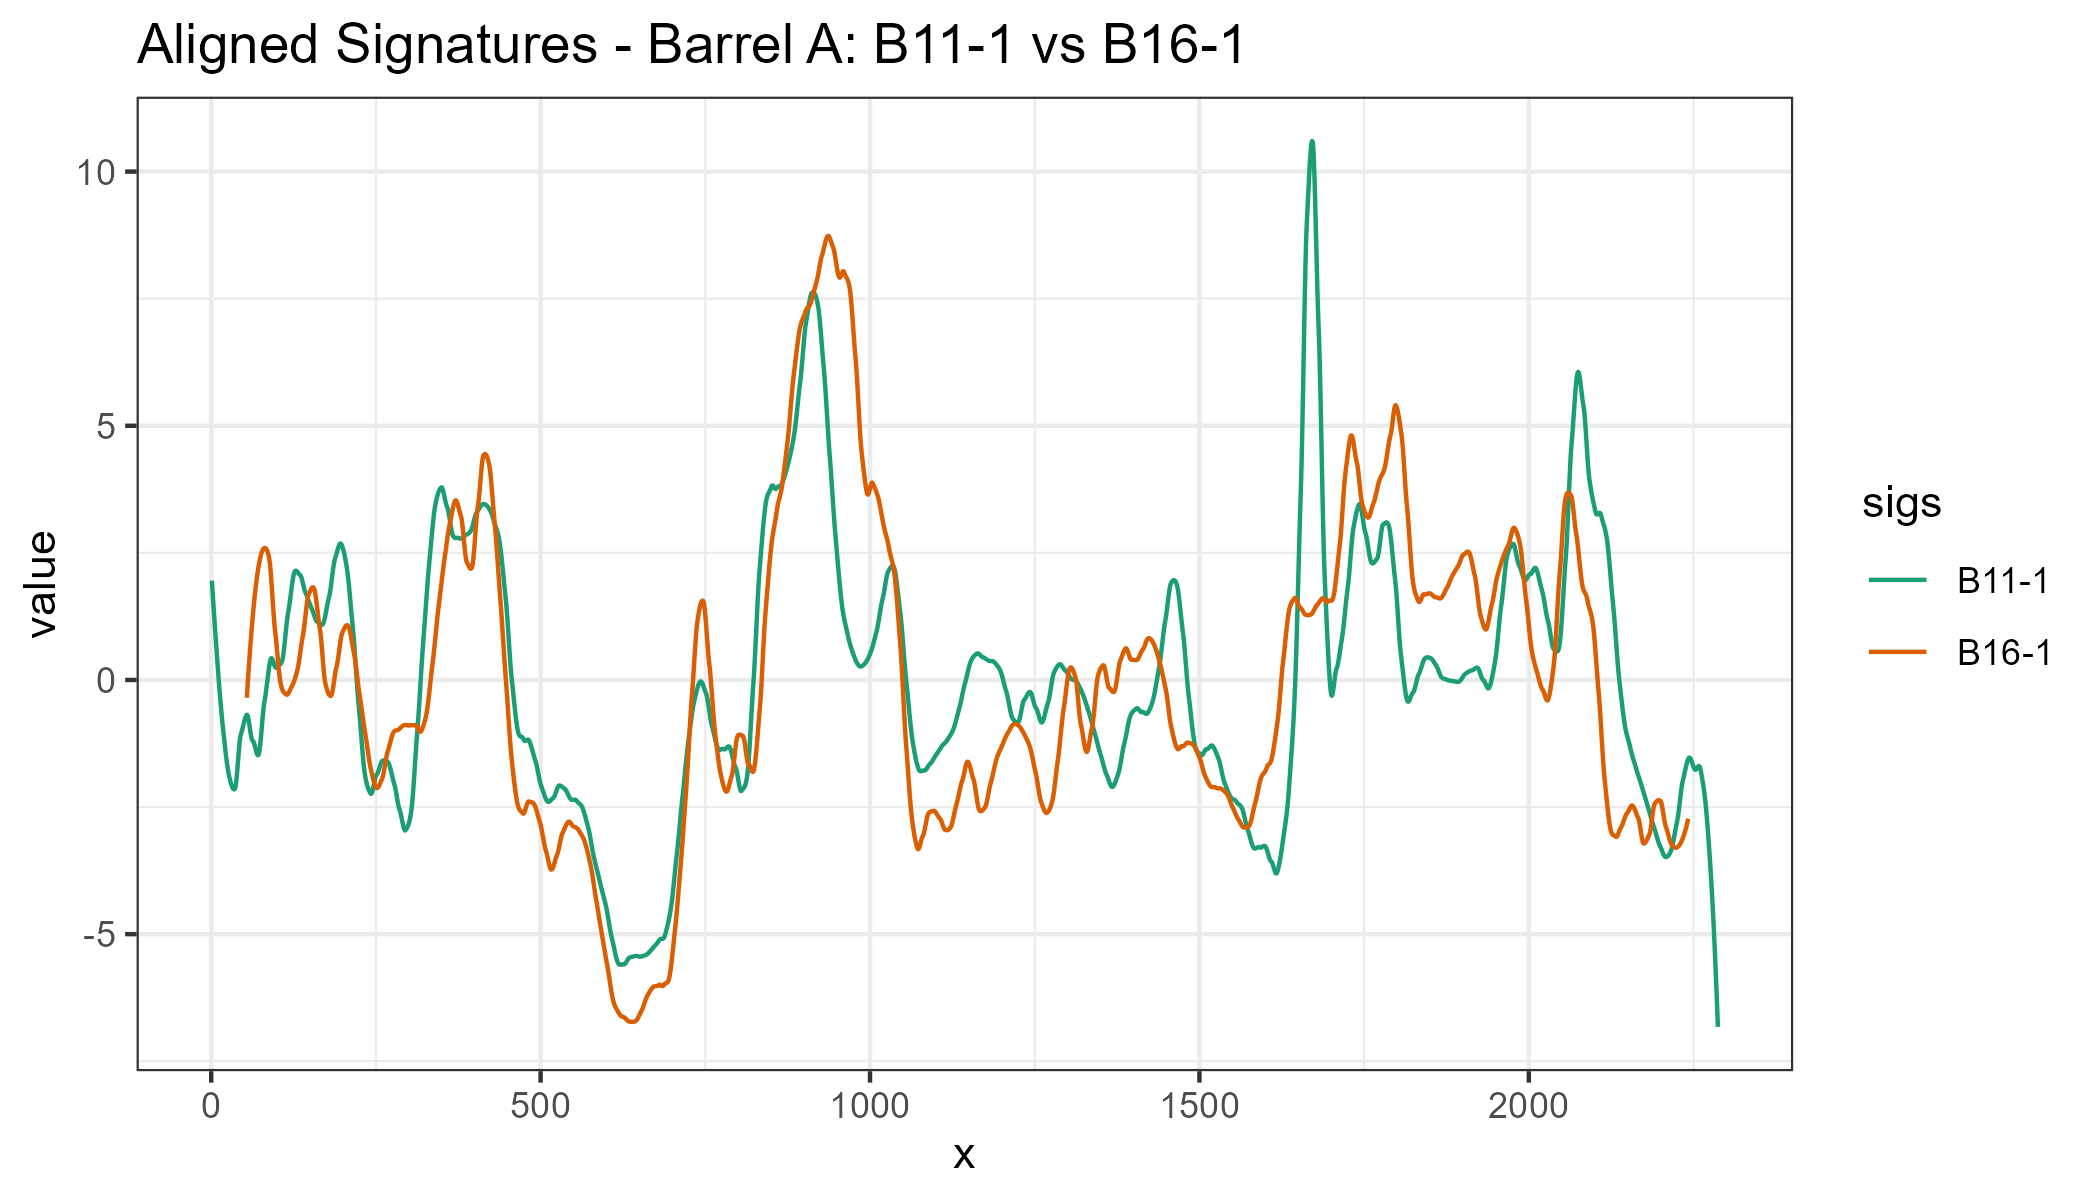 Aligned Signatures - Barrel A: B11-1 vs B16-1
value
10
5
0
-5
0 500 1000 1500 2000
x
sigs
B11-1
B16-1